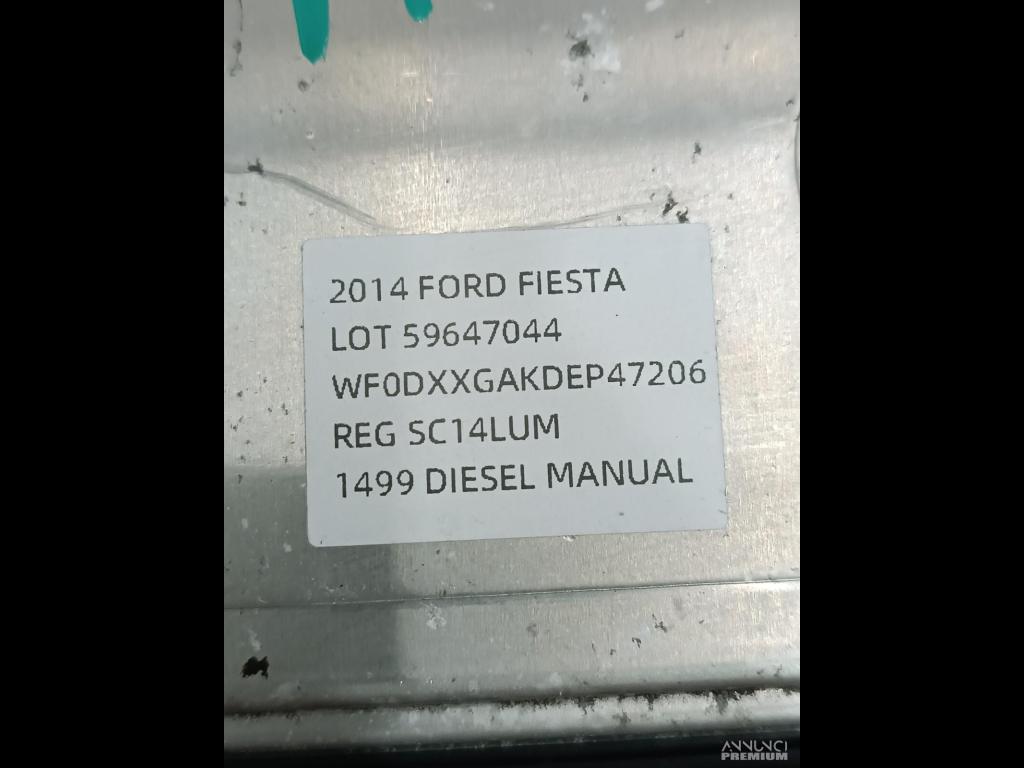 2014 FORD FIESTA
LOT 59647044
WF0DXXGAKDEP47206
REG SC14LUM
1499 DIESEL MANUAL
ANNUNCI
PREMIUM